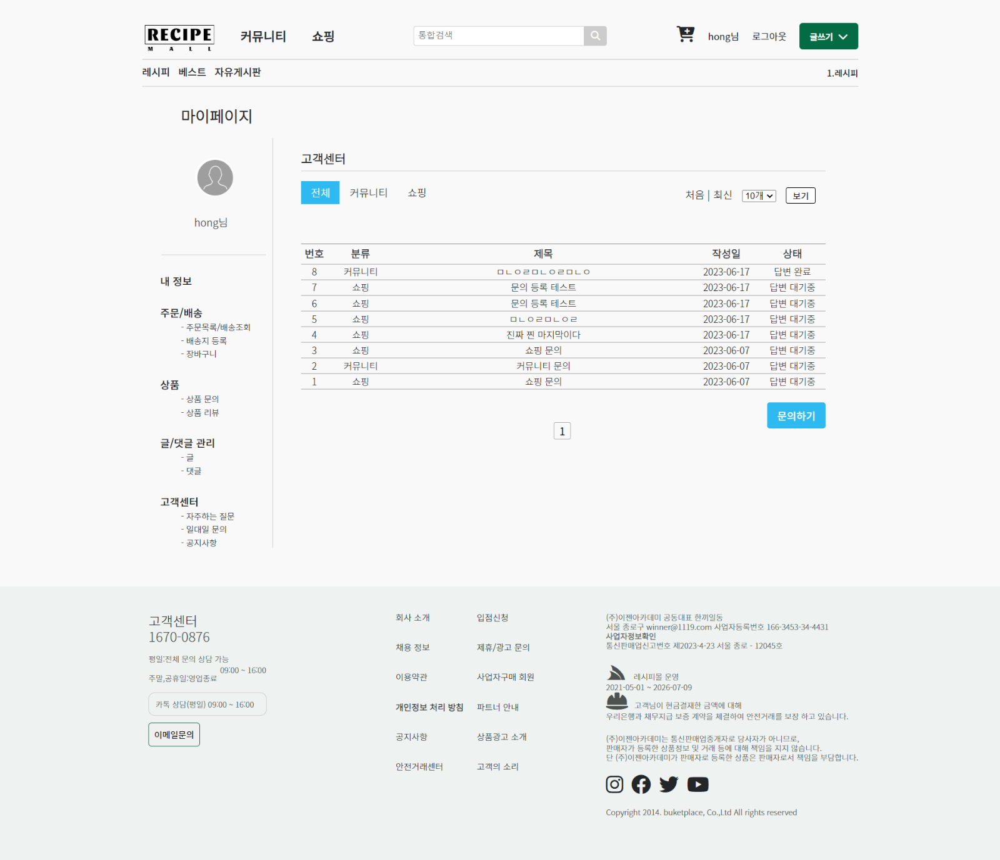 RECIPE
MALL
커뮤니티 쇼핑
통합검색
hong님 로그아웃 글쓰기
레시피 베스트 자유게시판
1.레시피
마이페이지
hong님
내 정보
주문/배송
- 주문목록/배송조회
- 배송지 등록
- 장바구니
상품
- 상품 문의
- 상품 리뷰
글/댓글 관리
- 글
- 댓글
고객센터
- 자주하는 질문
- 일대일 문의
- 공지사항
고객센터
전체 커뮤니티 쇼핑
처음 | 최신 10개 보기
번호 분류 제목 작성일 상태
8 커뮤니티 ㅁㄴㅇㄹㅁㄴㅇㄹㅁㄴㅇ 2023-06-17 답변 완료
7 쇼핑 문의 등록 테스트 2023-06-17 답변 대기중
6 쇼핑 문의 등록 테스트 2023-06-17 답변 대기중
5 쇼핑 ㅁㄴㅇㄹㅁㄴㅇㄹ 2023-06-17 답변 대기중
4 쇼핑 진짜 찐 마지막이다 2023-06-17 답변 대기중
3 쇼핑 쇼핑 문의 2023-06-07 답변 대기중
2 커뮤니티 커뮤니티 문의 2023-06-07 답변 대기중
1 쇼핑 쇼핑 문의 2023-06-07 답변 대기중
문의하기
1
고객센터
1670-0876
평일:전체 문의 상담 가능
09:00 ~ 16:00
주말,공휴일:영업종료
카톡 상담(평일) 09:00 ~ 16:00
이메일문의
회사 소개 입점신청
채용 정보 제휴/광고 문의
이용약관 사업자구매 회원
개인정보 처리 방침 파트너 안내
공지사항 상품광고 소개
안전거래센터 고객의 소리
(주)이젠아카데미 공동대표 한끼일동
서울 종로구 winner@1119.com 사업자등록번호 166-3453-34-4431
사업자정보확인
통신판매업신고번호 제2023-4-23 서울 종로 - 12045호
레시피몰 운영
2021-05-01 ~ 2026-07-09
고객님이 현금결재한 금액에 대해
우리은행과 채무지급 보증 계약을 체결하여 안전거래를 보장 하고 있습니다.
(주)이젠아카데미는 통신판매업중개자로 당사자가 아니므로,
판매자가 등록한 상품정보 및 거래 등에 대해 책임을 지지 않습니다.
단 (주)이젠아카데미가 판매자로 등록한 상품은 판매자로서 책임을 부담합니다.
Copyright 2014. buketplace, Co.,Ltd All rights reserved